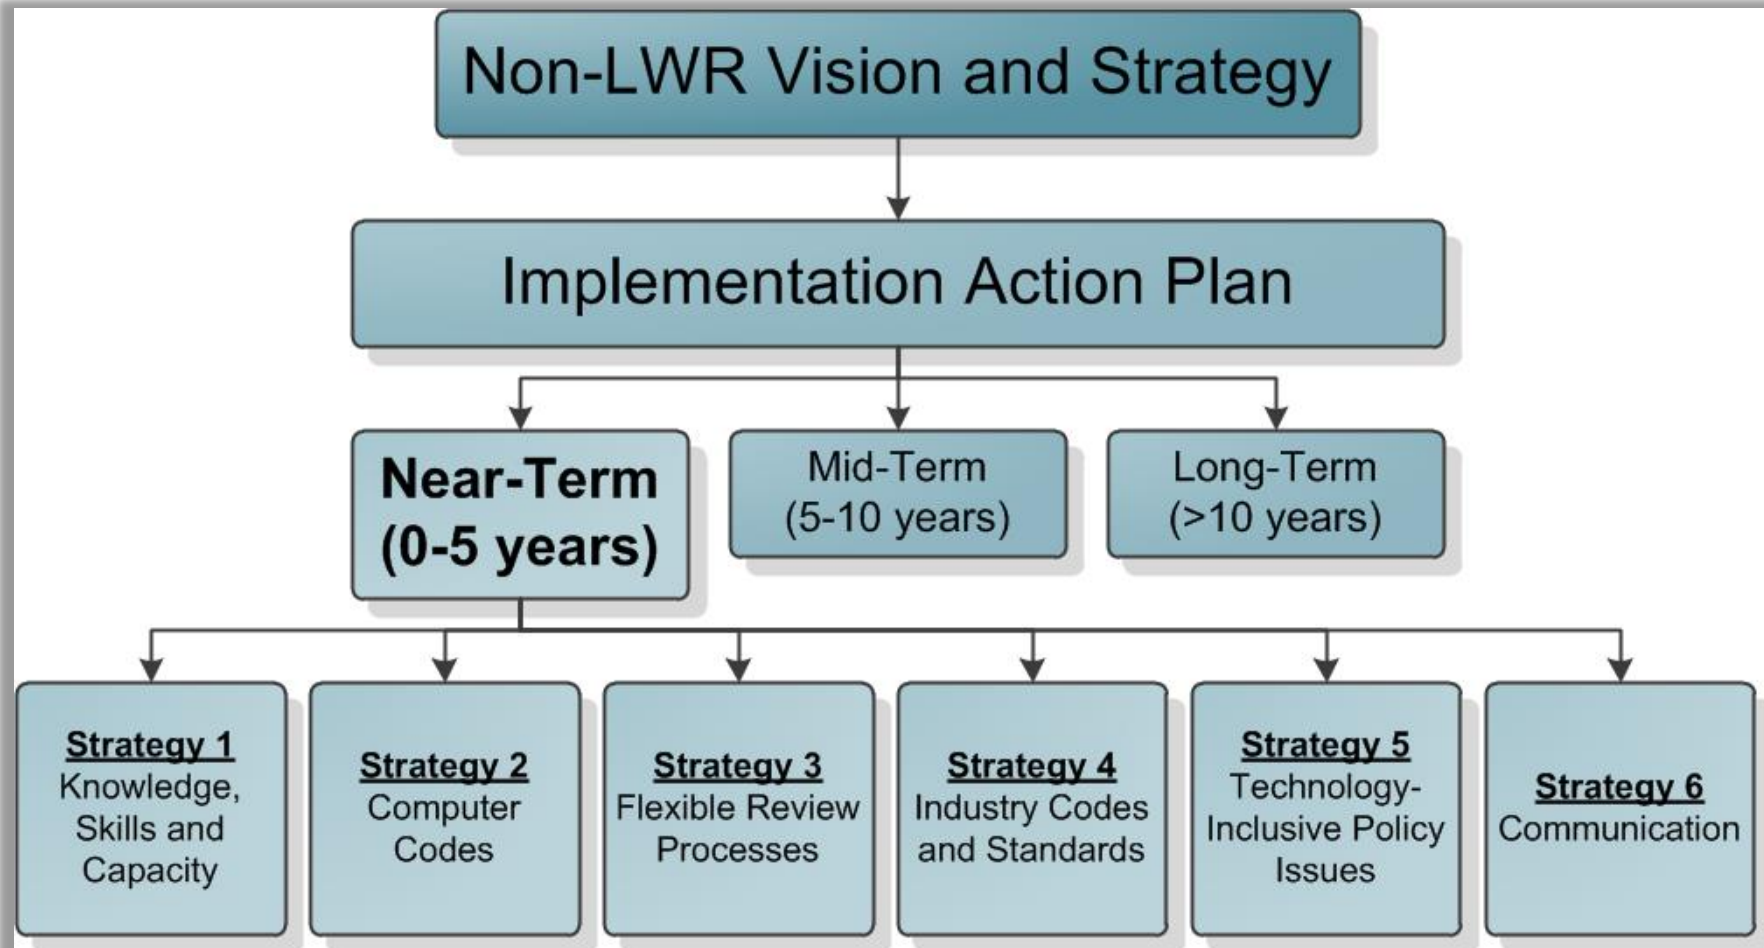 Non-LWR Vision and Strategy
Implementation Action Plan
Near-Term
(0-5 years)
Mid-Term
(5-10 years)
Long-Term
(>10 years)
Strategy 1
Knowledge,
Skills and
Capacity
Strategy 2
Computer
Codes
Strategy 3
Flexible Review
Processes
Strategy 4
Industry Codes
and Standards
Strategy 5
Technology-
Inclusive Policy
Issues
Strategy 6
Communication